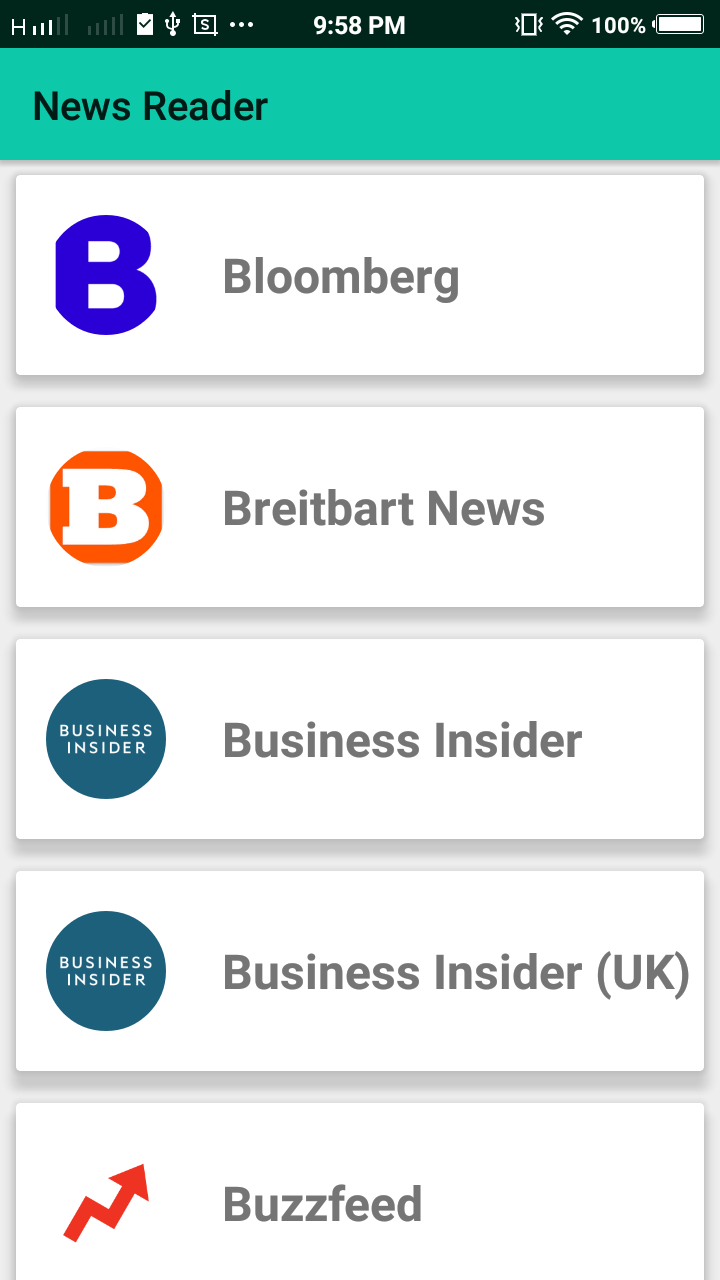 H
S
9:58 PM
100%
News Reader
B
Bloomberg
B
Breitbart News
BUSINESS
INSIDER
Business Insider
BUSINESS
INSIDER
Business Insider (UK)
Buzzfeed